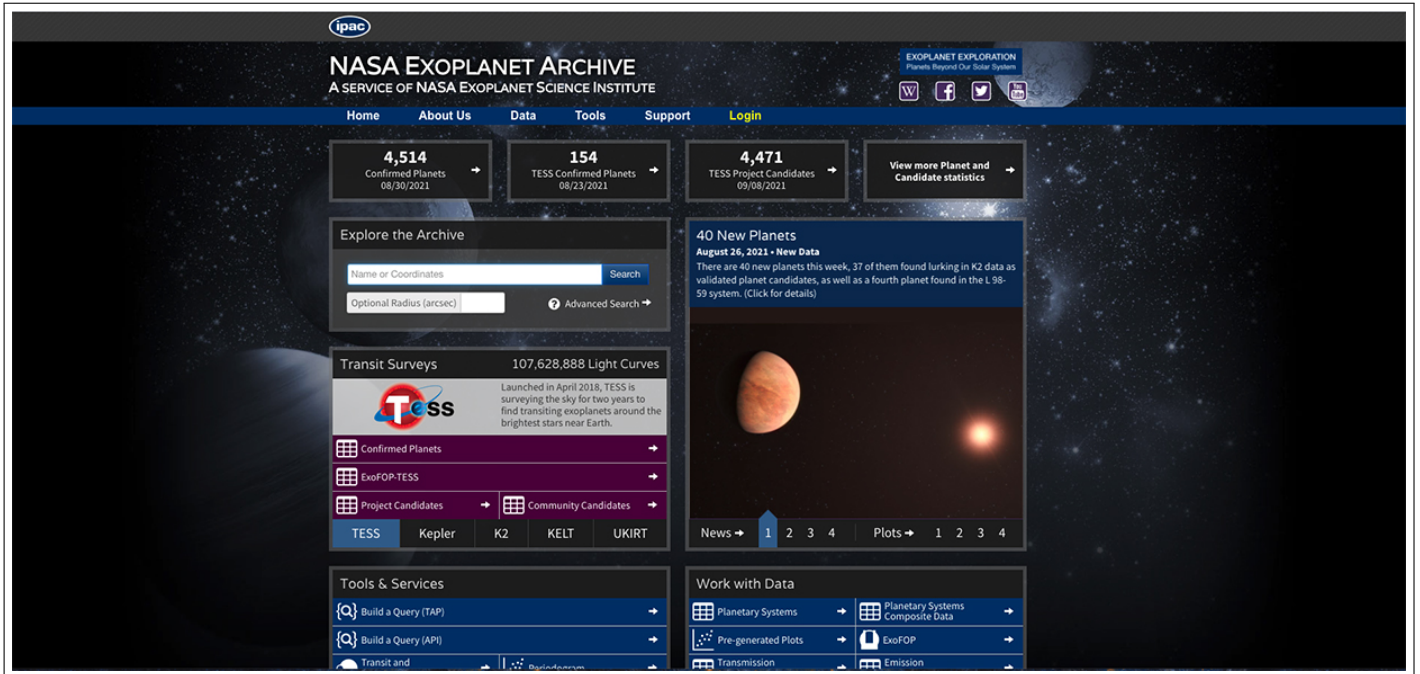 ipac
NASA EXOPLANET ARCHIVE
A SERVICE OF NASA EXOPLANET SCIENCE INSTITUTE
EXOPLANET EXPLORATION
Planets Beyond Our Solar System
W f You Tube
Home About Us Data Tools Support Login
4,514
Confirmed Planets
08/30/2021
154
TESS Confirmed Planets
08/23/2021
4,471
TESS Project Candidates
09/08/2021
View more Planet and
Candidate statistics
Explore the Archive
Name or Coordinates Search
Optional Radius (arcsec) ? Advanced Search
Transit Surveys 107,628,888 Light Curves
Tess
Launched in April 2018, TESS is
surveying the sky for two years to
find transiting exoplanets around the
brightest stars near Earth.
Confirmed Planets
ExoFOP-TESS
Project Candidates Community Candidates
TESS Kepler K2 KELT UKIRT
40 New Planets
August 26, 2021 • New Data
There are 40 new planets this week, 37 of them found lurking in K2 data as
validated planet candidates, as well as a fourth planet found in the L 98-
59 system. (Click for details)
News 1 2 3 4 Plots 1 2 3 4
Tools & Services
{Q} Build a Query (TAP)
{Q} Build a Query (API)
Transit and
Periodogram
Work with Data
Planetary Systems
Planetary Systems
Composite Data
Pre-generated Plots
ExoFOP
Transmission
Emission